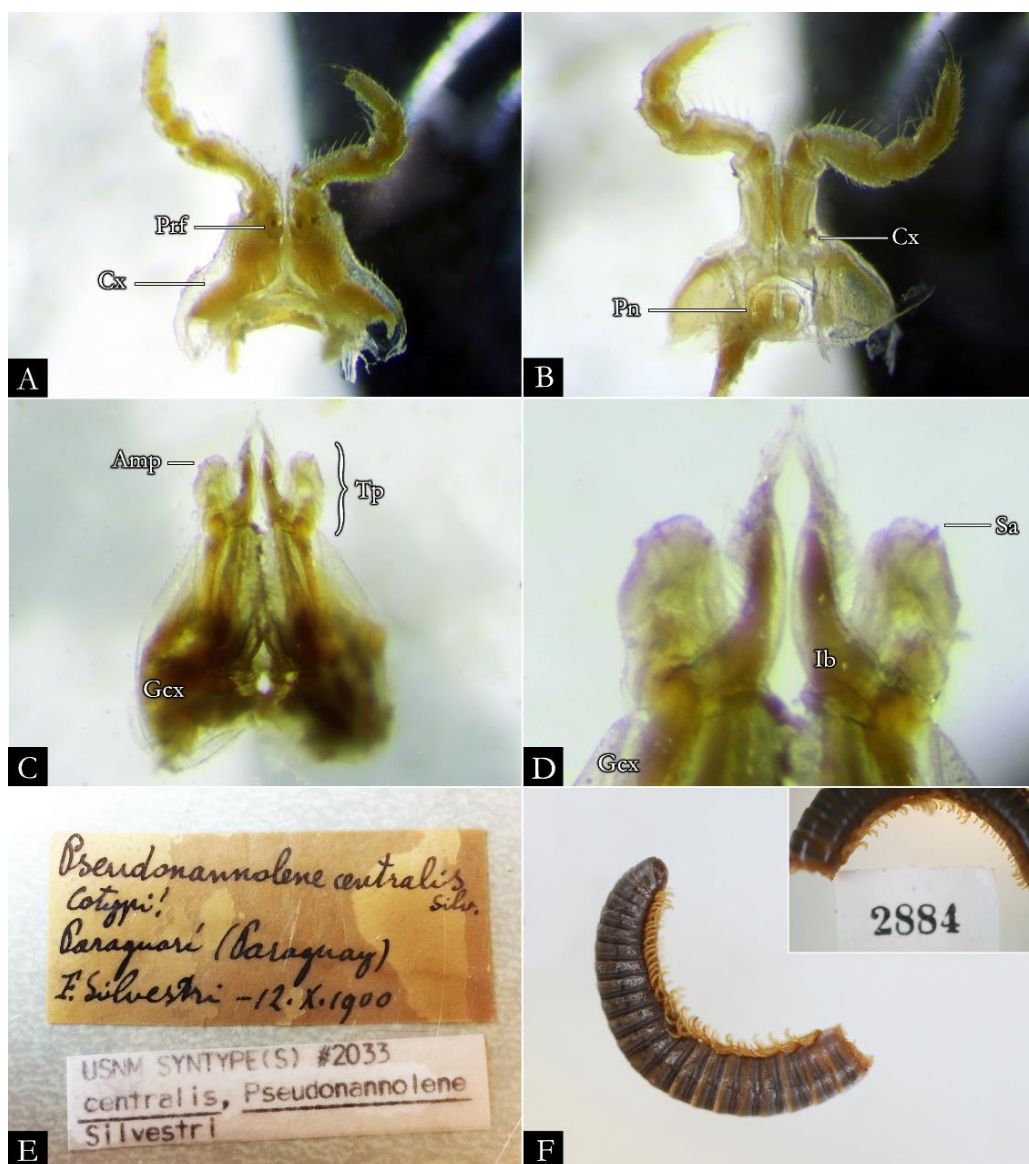 Prf
Cx
A
Cx
Pn
B
Amp
Tp
Gcx
C
Sa
Ib
Gcx
D
Pseudonannolene centralis
Silv.
Cotypi!
Paraguarí (Paraguay)
F. Silvestri - 12. X. 1900
USNM SYNTYPE(S) #2033
centralis, Pseudonannolene
Silvestri
E
2884
F